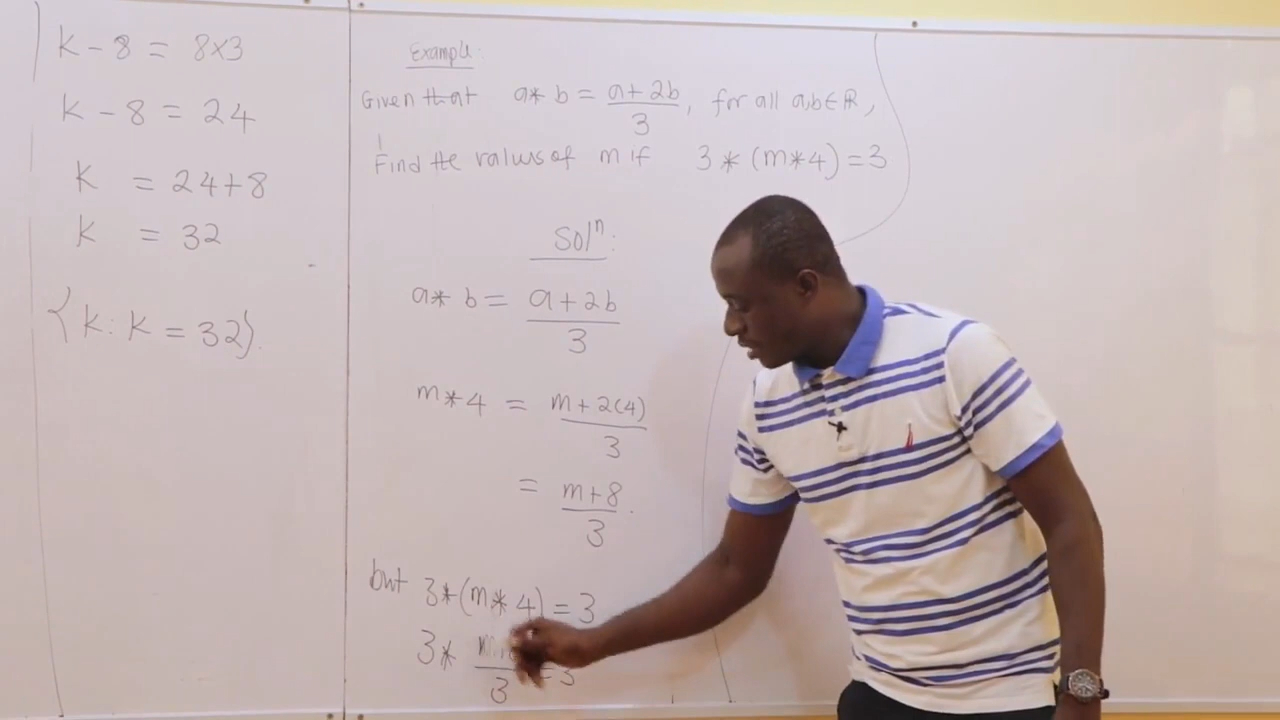 k - 8 = 8×3
k - 8 = 24
k = 24+8
k = 32
{k: k = 32}.
Example:
Given that a * b = (a+2b)/3, for all a,b∈ℝ,
Find the values of m if 3 * (m * 4) = 3
Solⁿ:
a * b = (a+2b)/3
m * 4 = (m+2(4))/3
= (m+8)/3.
but 3 * (m * 4) = 3
3 * m /3 = 3